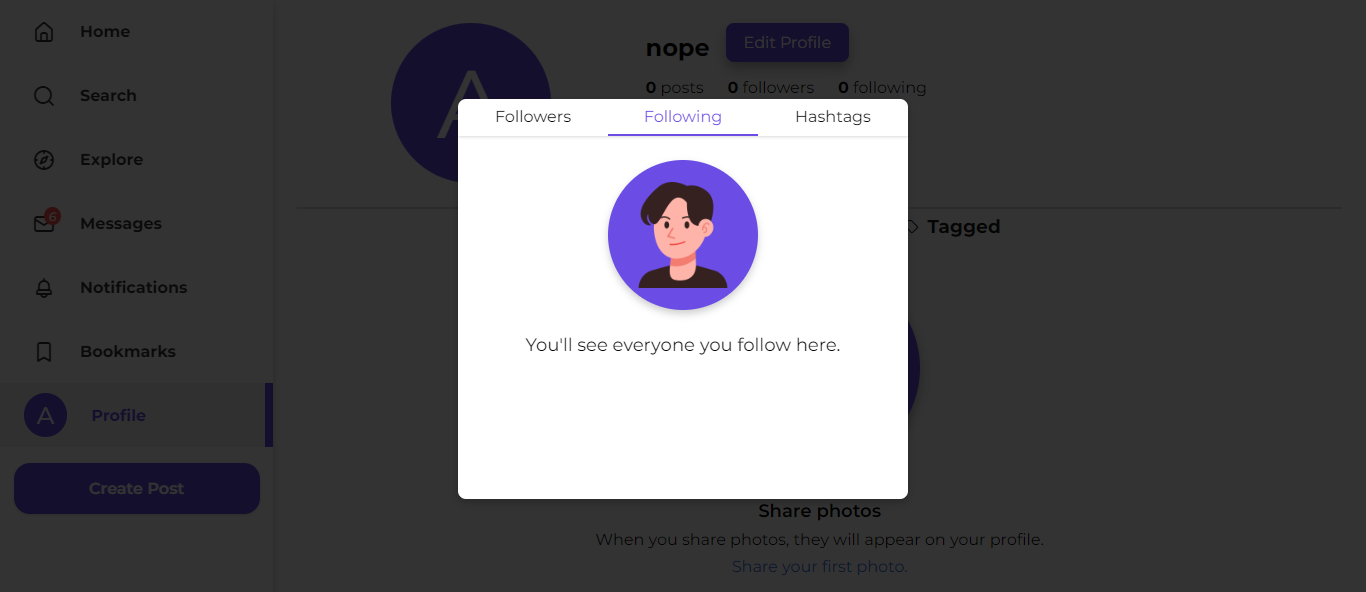 Home
Search
Explore
6
Messages
Notifications
Bookmarks
A
Profile
Create Post
A
nope
Edit Profile
0 posts 0 followers 0 following
Followers Following Hashtags
You'll see everyone you follow here.
Tagged
Share photos
When you share photos, they will appear on your profile.
Share your first photo.